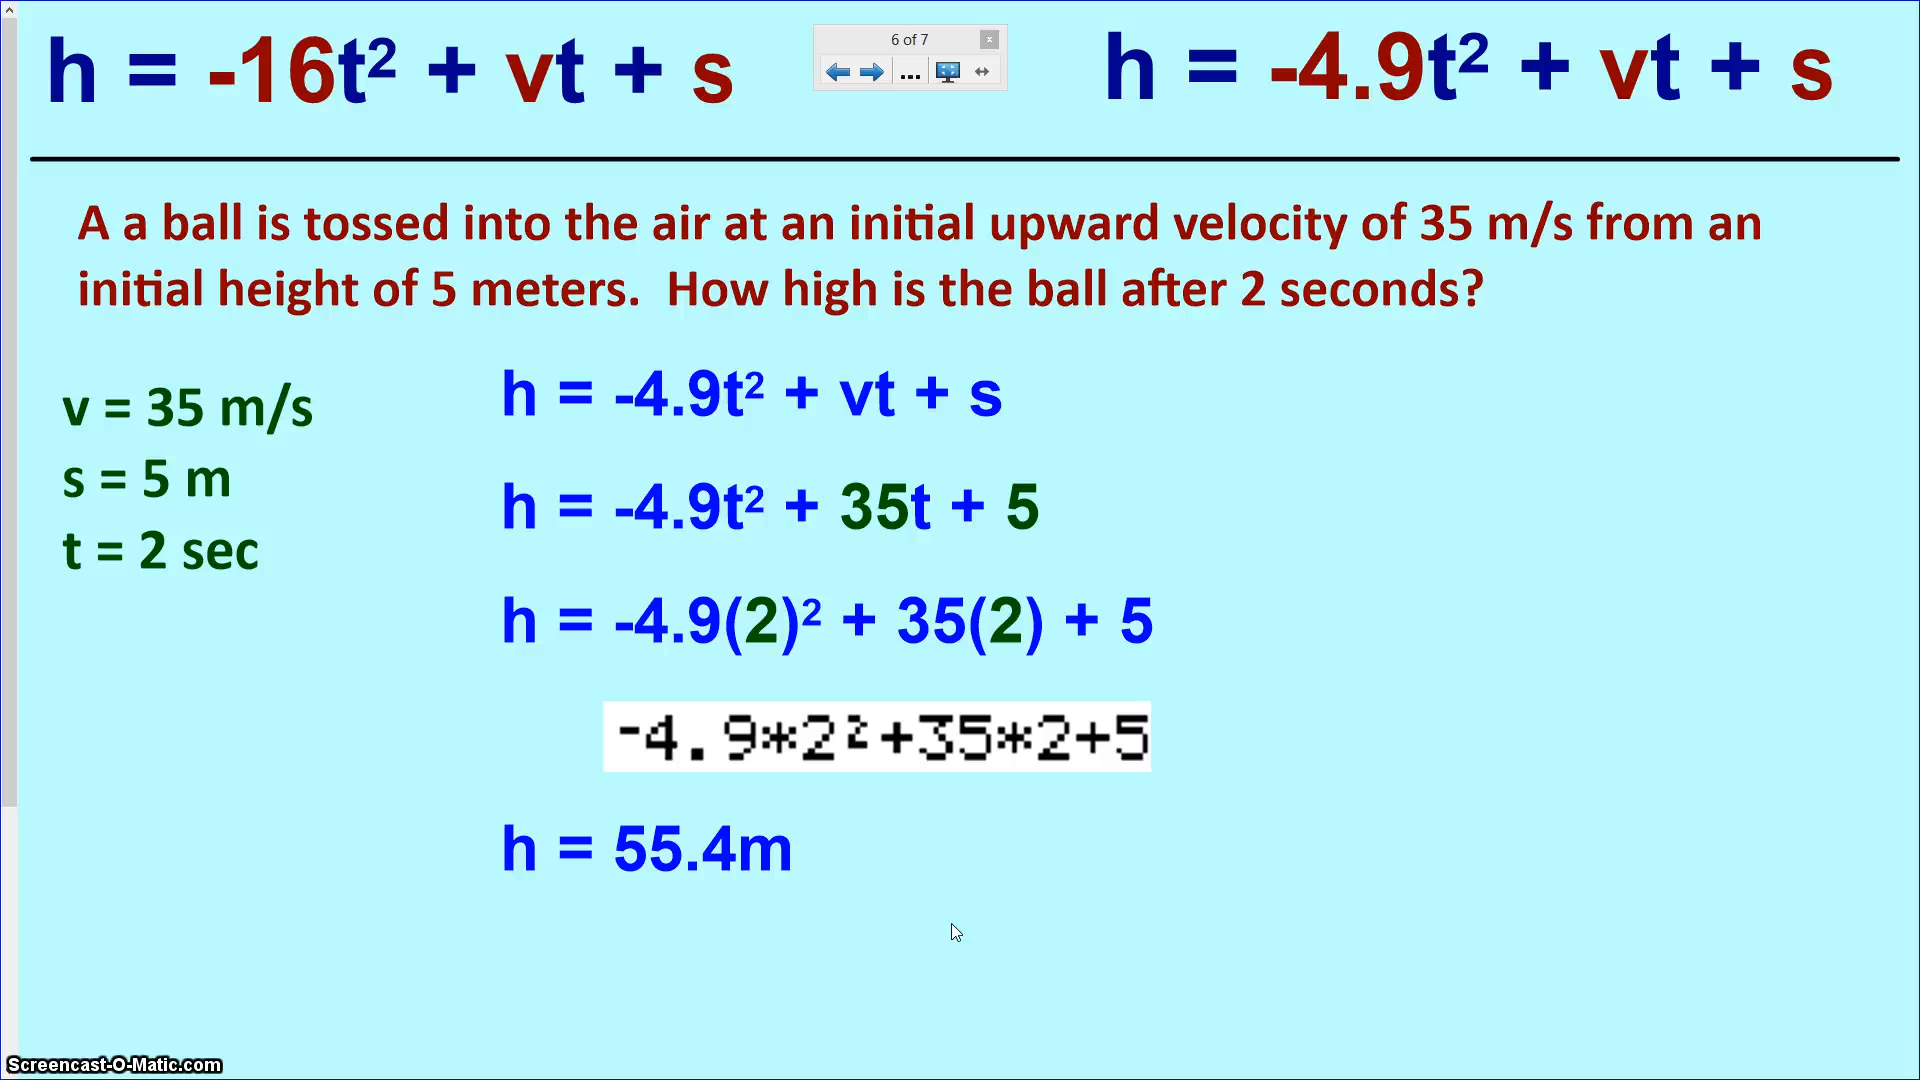 h = -16t² + vt + s
6 of 7
h = -4.9t² + vt + s
A a ball is tossed into the air at an initial upward velocity of 35 m/s from an
initial height of 5 meters.  How high is the ball after 2 seconds?
v = 35 m/s
s = 5 m
t = 2 sec
h = -4.9t² + vt + s
h = -4.9t² + 35t + 5
h = -4.9(2)² + 35(2) + 5
-4.9*2²+35*2+5
h = 55.4m
Screencast-O-Matic.com